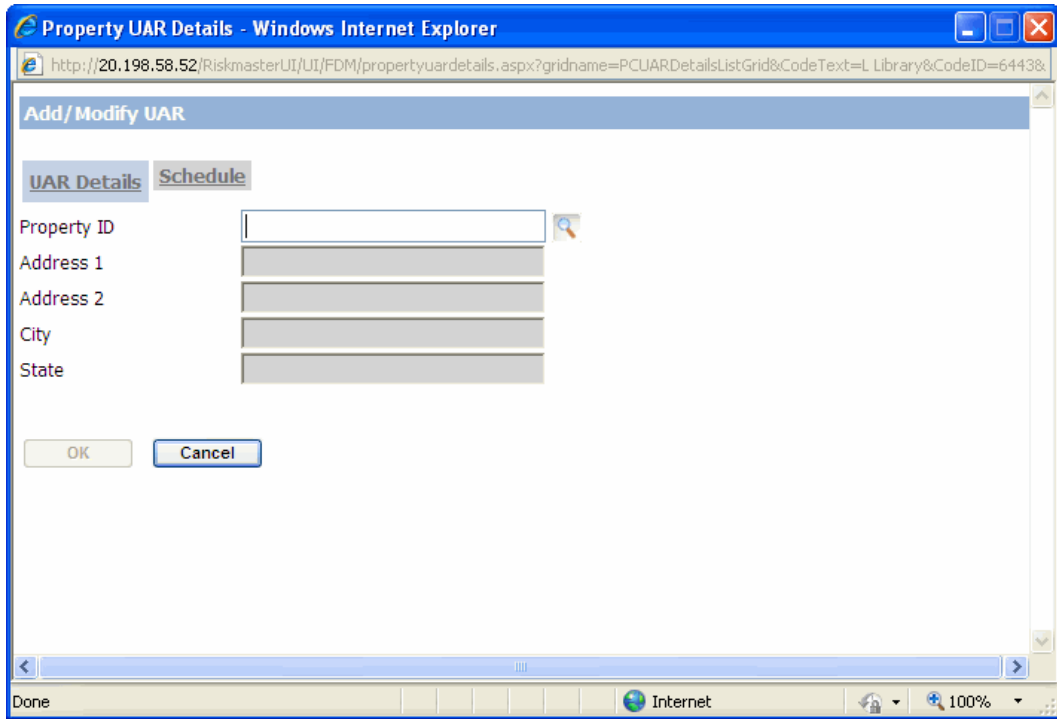 Property UAR Details - Windows Internet Explorer
http://20.198.58.52/RiskmasterUI/UI/FDM/propertyuardetails.aspx?gridname=PCUARDetailsListGrid&CodeText=L Library&CodeID=6443&
Add/Modify UAR
UAR Details Schedule
Property ID
Address 1
Address 2
City
State
OK Cancel
Done Internet 100%